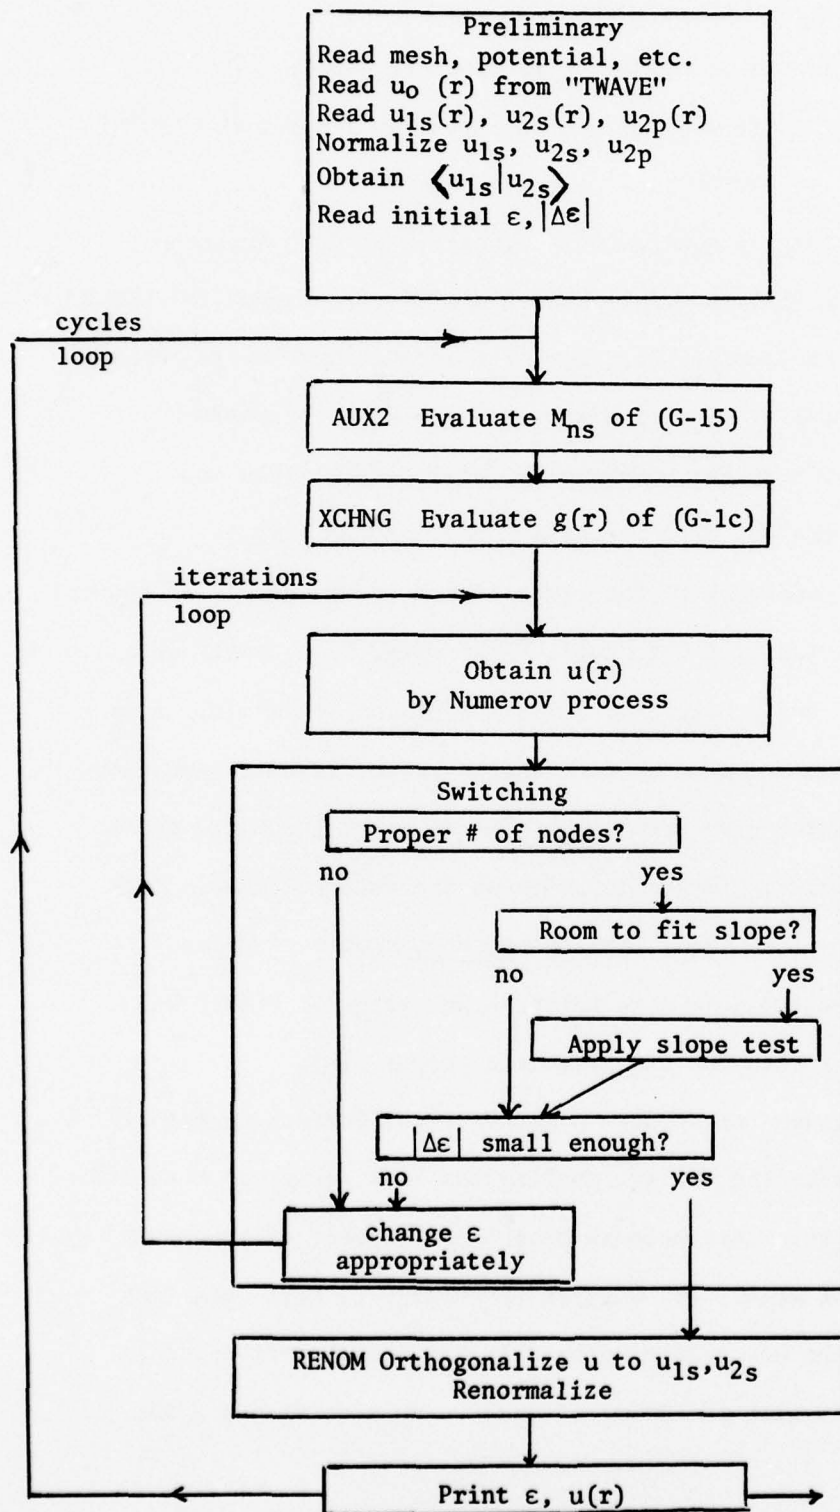 Preliminary
Read mesh, potential, etc.
Read u₀ (r) from "TWAVE"
Read u₁ₛ(r), u₂ₛ(r), u₂ₚ(r)
Normalize u₁ₛ, u₂ₛ, u₂ₚ
Obtain ⟨u₁ₛ|u₂ₛ⟩
Read initial ε, |Δε|
cycles
loop
AUX2 Evaluate Mₙₛ of (G-15)
XCHNG Evaluate g(r) of (G-1c)
iterations
loop
Obtain u(r)
by Numerov process
Switching
Proper # of nodes?
no yes
Room to fit slope?
no yes
Apply slope test
|Δε| small enough?
no yes
change ε
appropriately
RENOM Orthogonalize u to u₁ₛ,u₂ₛ
Renormalize
Print ε, u(r)